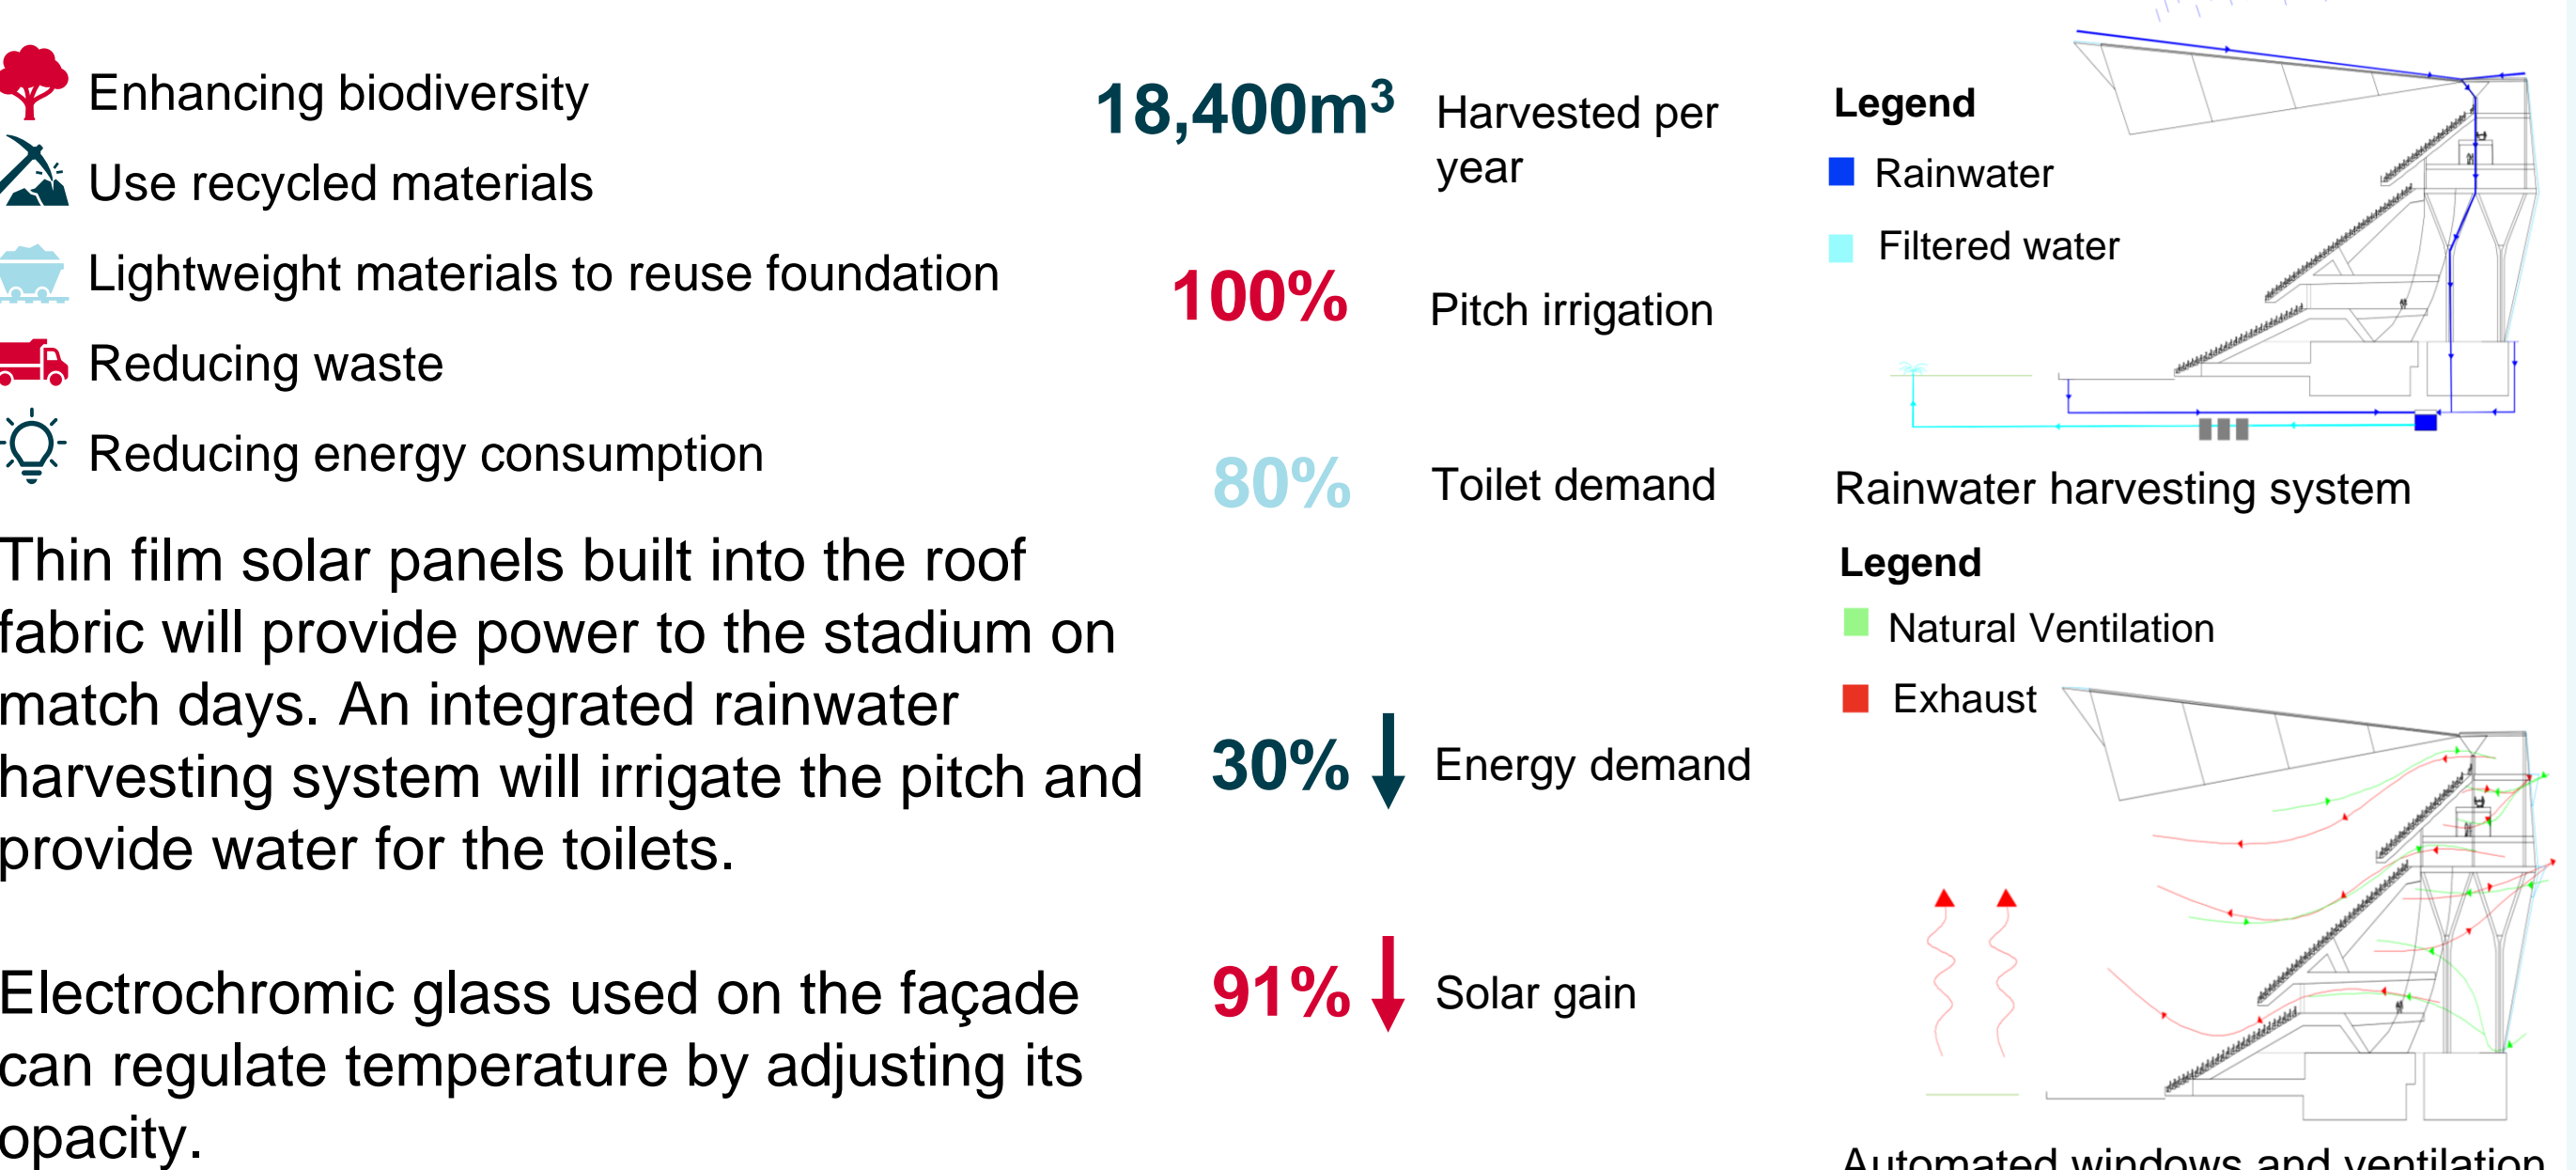 Enhancing biodiversity
Use recycled materials
Lightweight materials to reuse foundation
Reducing waste
Reducing energy consumption
Thin film solar panels built into the roof
fabric will provide power to the stadium on
match days. An integrated rainwater
harvesting system will irrigate the pitch and
provide water for the toilets.
Electrochromic glass used on the façade
can regulate temperature by adjusting its
opacity.
18,400m³ Harvested per
year
100% Pitch irrigation
80% Toilet demand
30% Energy demand
91% Solar gain
Legend
Rainwater
Filtered water
Rainwater harvesting system
Legend
Natural Ventilation
Exhaust
Automated windows and ventilation